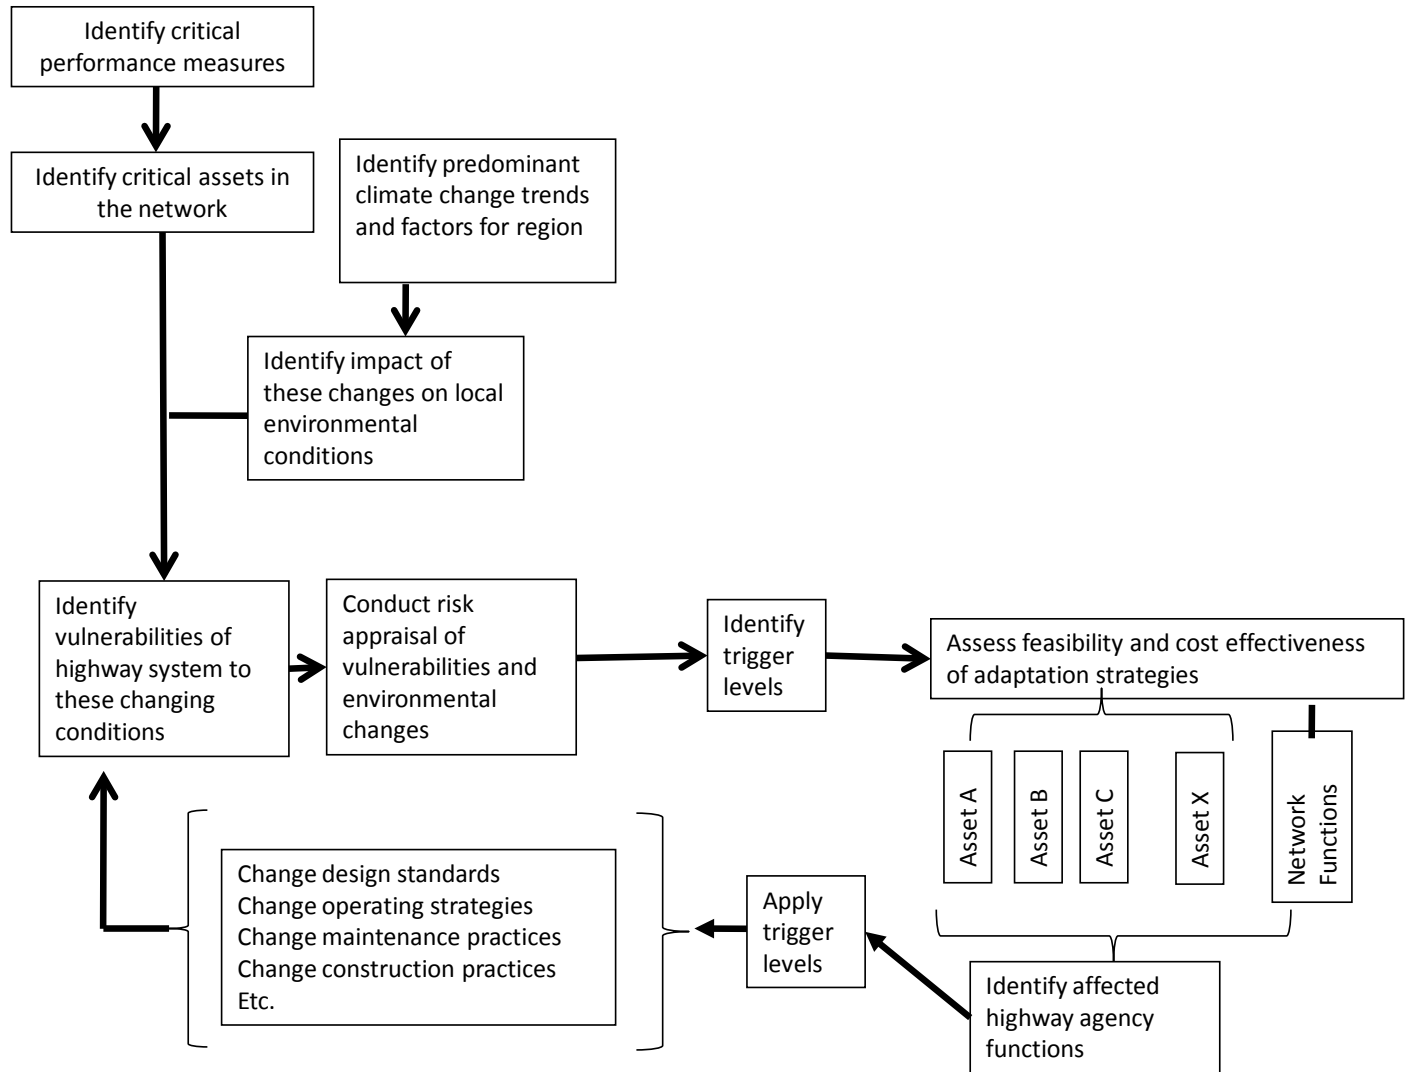 Identify critical
performance measures
Identify critical assets in
the network
Identify predominant
climate change trends
and factors for region
Identify impact of
these changes on local
environmental
conditions
Identify
vulnerabilities of
highway system to
these changing
conditions
Conduct risk
appraisal of
vulnerabilities and
environmental
changes
Identify
trigger
levels
Assess feasibility and cost effectiveness
of adaptation strategies
Asset A
Asset B
Asset C
Asset X
Network
Functions
Identify affected
highway agency
functions
Apply
trigger
levels
Change design standards
Change operating strategies
Change maintenance practices
Change construction practices
Etc.